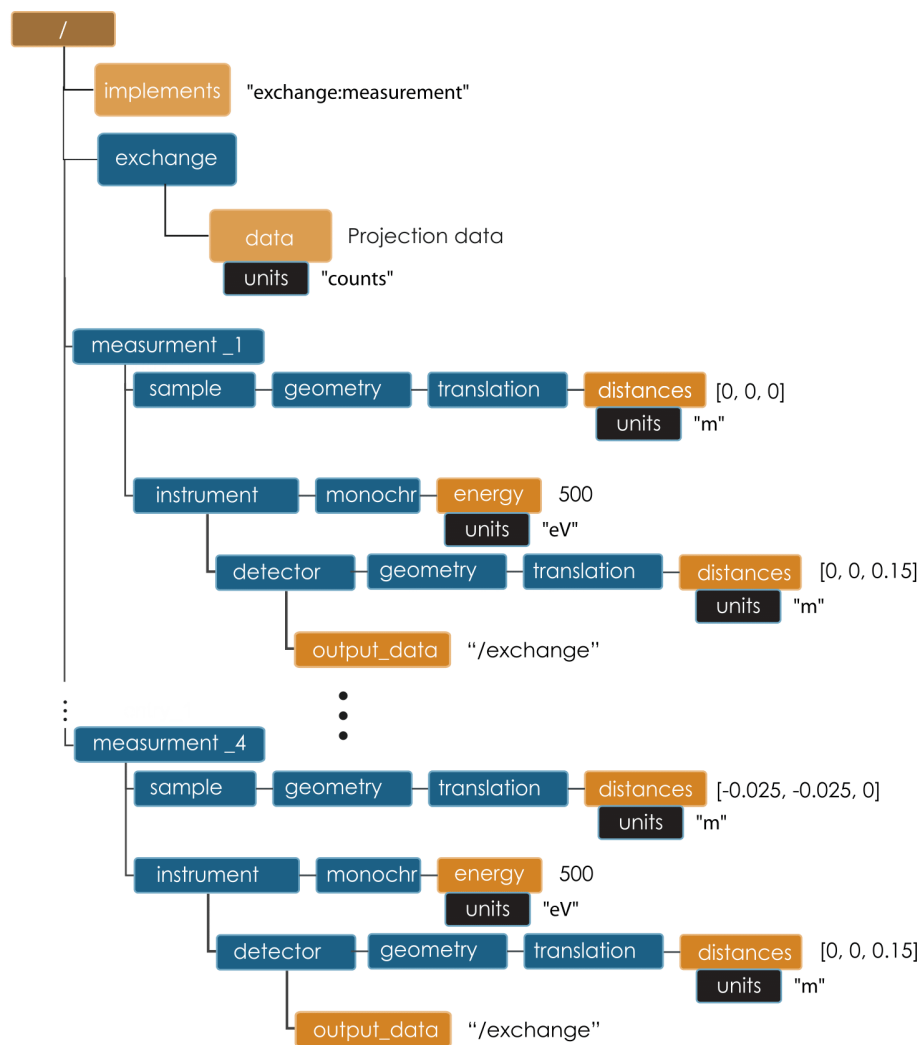 /
implements "exchange:measurement"
exchange
data Projection data
units "counts"
measurment _1
sample geometry translation distances [0, 0, 0]
units "m"
instrument monochr energy 500
units "eV"
detector geometry translation distances [0, 0, 0.15]
units "m"
output_data “/exchange”
measurment _4
sample geometry translation distances [-0.025, -0.025, 0]
units "m"
instrument monochr energy 500
units "eV"
detector geometry translation distances [0, 0, 0.15]
units "m"
output_data “/exchange”